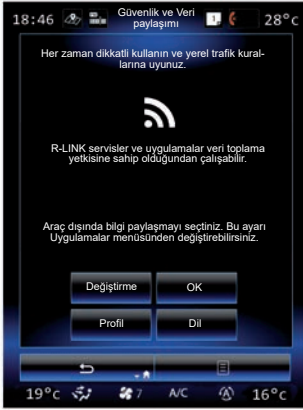 18:46
Güvenlik ve Veri
paylaşımı
28°c
Her zaman dikkatli kullanın ve yerel trafik kural-
larına uyunuz.
R-LINK servisler ve uygulamalar veri toplama
yetkisine sahip olduğundan çalışabilir.
Araç dışında bilgi paylaşmayı seçtiniz. Bu ayarı
Uygulamalar menüsünden değiştirebilirsiniz.
Değiştirme
OK
Profil
Dil
19°c
7
A/C
16°c